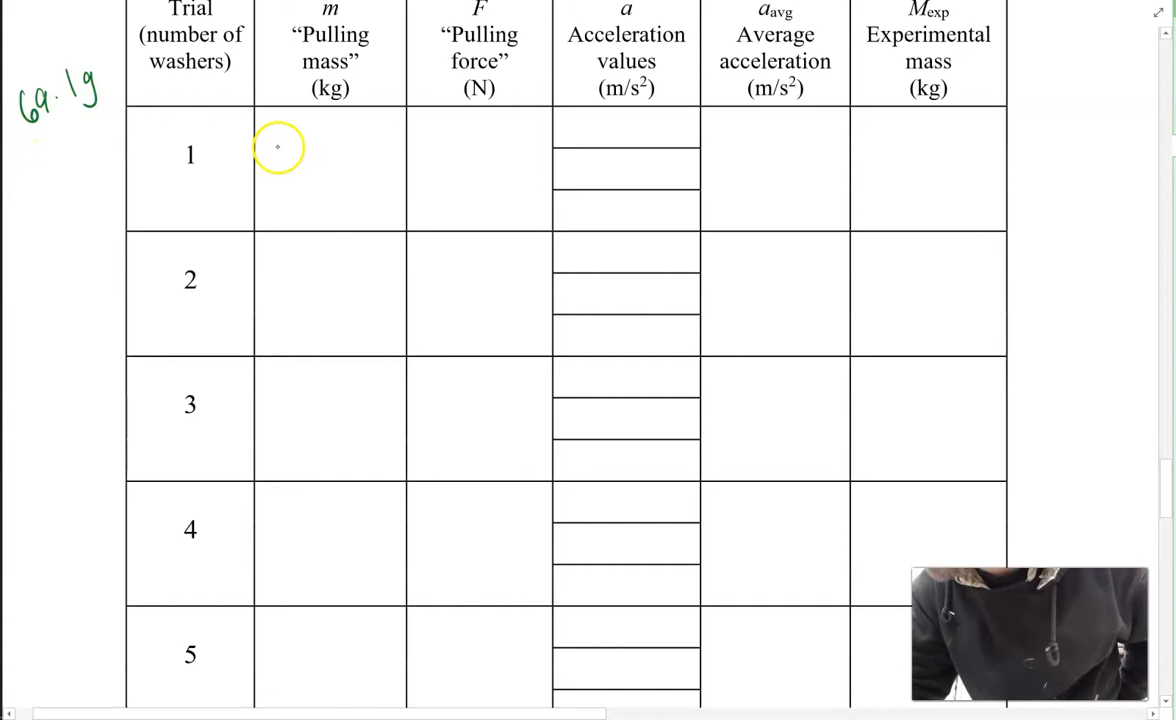 Trial
(number of
washers)
m
“Pulling
mass”
(kg)
F
“Pulling
force”
(N)
a
Acceleration
values
(m/s²)
aavg
Average
acceleration
(m/s²)
Mexp
Experimental
mass
(kg)
69.1g
1
2
3
4
5